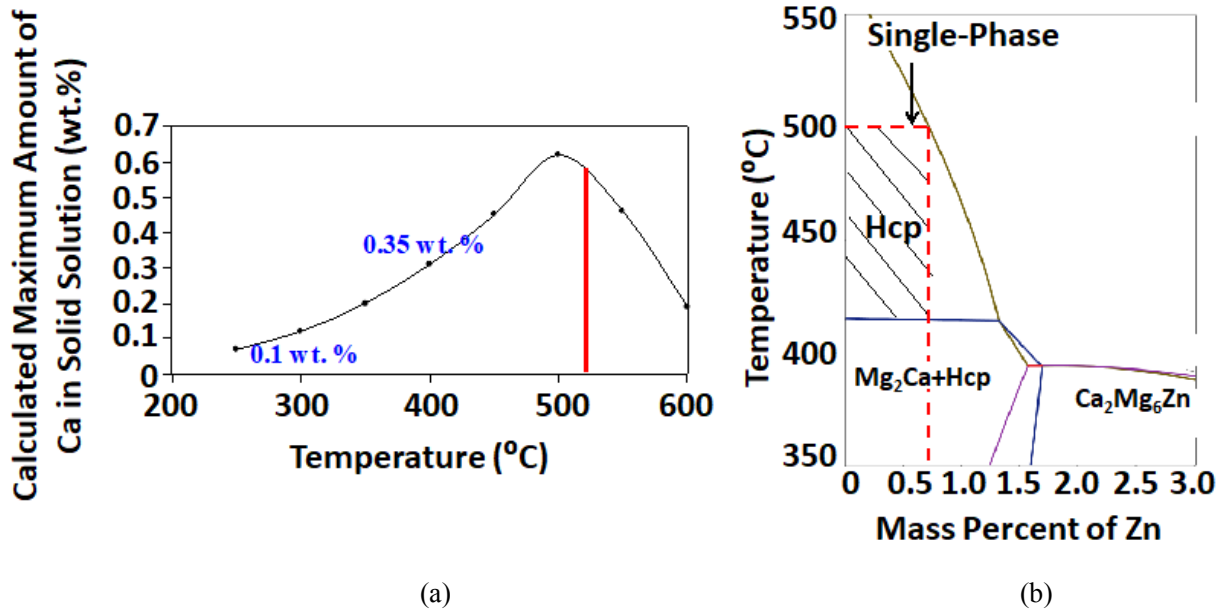 Calculated Maximum Amount of
Ca in Solid Solution (wt.%)
0.7
0.6
0.5
0.4
0.3
0.2
0.1
0
0.35 wt. %
0.1 wt. %
200 300 400 500 600
Temperature (⁰C)
(a)
Temperature (⁰C)
550
500
450
400
350
Single-Phase
Hcp
Mg₂Ca+Hcp
Ca₂Mg₆Zn
0 0.5 1.0 1.5 2.0 2.5 3.0
Mass Percent of Zn
(b)